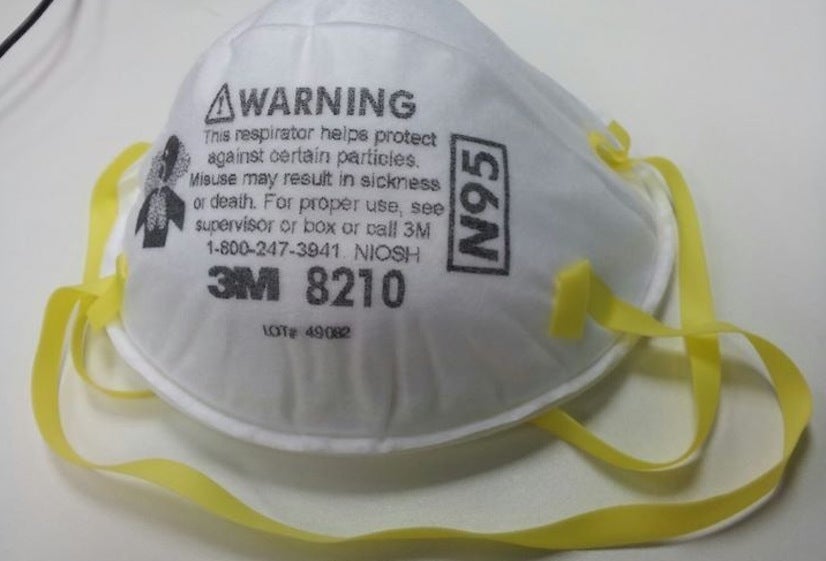 WARNING
This respirator helps protect
against certain particles.
Misuse may result in sickness
or death. For proper use, see
supervisor or box or call 3M
1-800-247-3941 NIOSH
3M 8210
LOT# 49082
N95